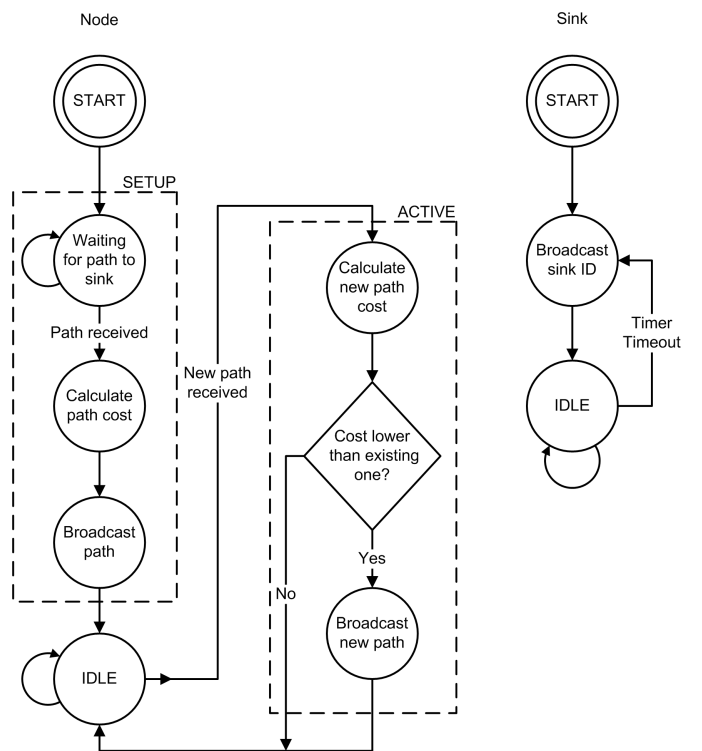 Node
START
SETUP
Waiting
for path to
sink
Path received
Calculate
path cost
Broadcast
path
IDLE
New path
received
ACTIVE
Calculate
new path
cost
Cost lower
than existing
one?
Yes
No
Broadcast
new path
Sink
START
Broadcast
sink ID
Timer
Timeout
IDLE